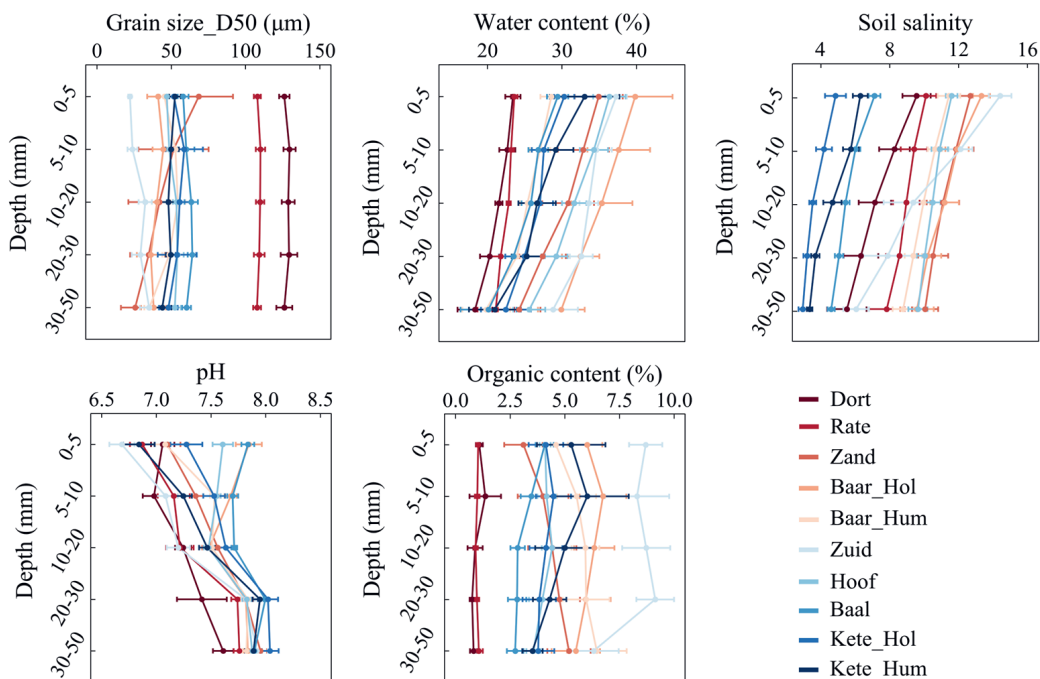 Grain size_D50 (μm)
0 50 100 150
Depth (mm)
0-5
5-10
10-20
20-30
30-50
Water content (%)
20 30 40
Depth (mm)
0-5
5-10
10-20
20-30
30-50
Soil salinity
4 8 12 16
Depth (mm)
0-5
5-10
10-20
20-30
30-50
pH
6.5 7.0 7.5 8.0 8.5
Depth (mm)
0-5
5-10
10-20
20-30
30-50
Organic content (%)
0.0 2.5 5.0 7.5 10.0
Depth (mm)
0-5
5-10
10-20
20-30
30-50
Dort
Rate
Zand
Baar_Hol
Baar_Hum
Zuid
Hoof
Baal
Kete_Hol
Kete_Hum